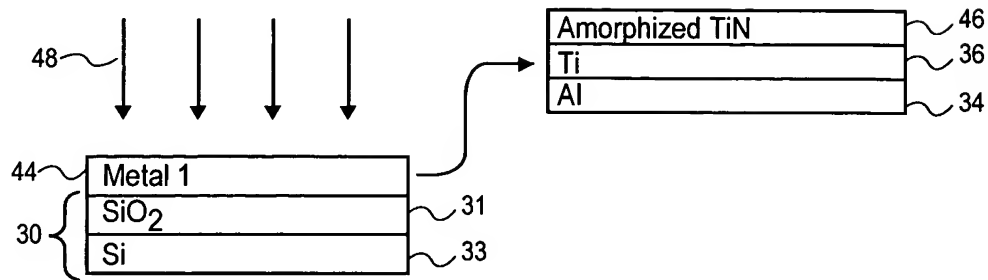 48
Amorphized TiN
46
Ti
36
Al
34
44
Metal 1
SiO₂
31
30
Si
33